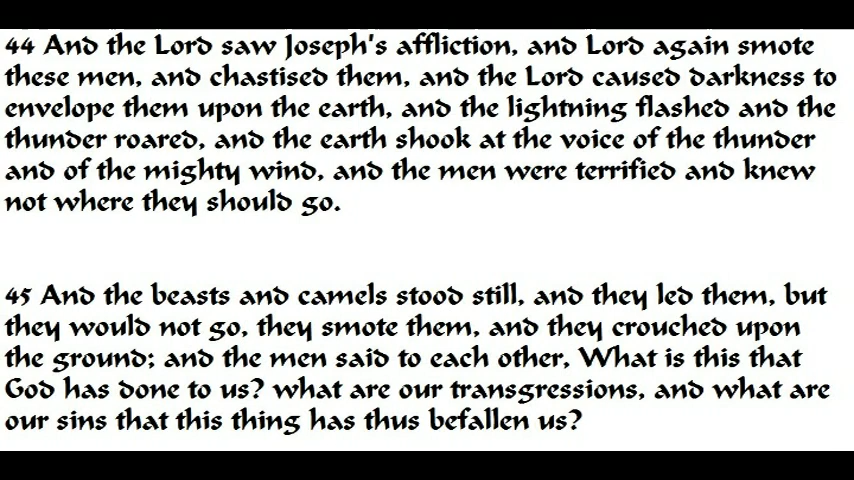 44 And the Lord saw Joseph's affliction, and Lord again smote
these men, and chastised them, and the Lord caused darkness to
envelope them upon the earth, and the lightning flashed and the
thunder roared, and the earth shook at the voice of the thunder
and of the mighty wind, and the men were terrified and knew
not where they should go.
45 And the beasts and camels stood still, and they led them, but
they would not go, they smote them, and they crouched upon
the ground; and the men said to each other, What is this that
God has done to us? what are our transgressions, and what are
our sins that this thing has thus befallen us?